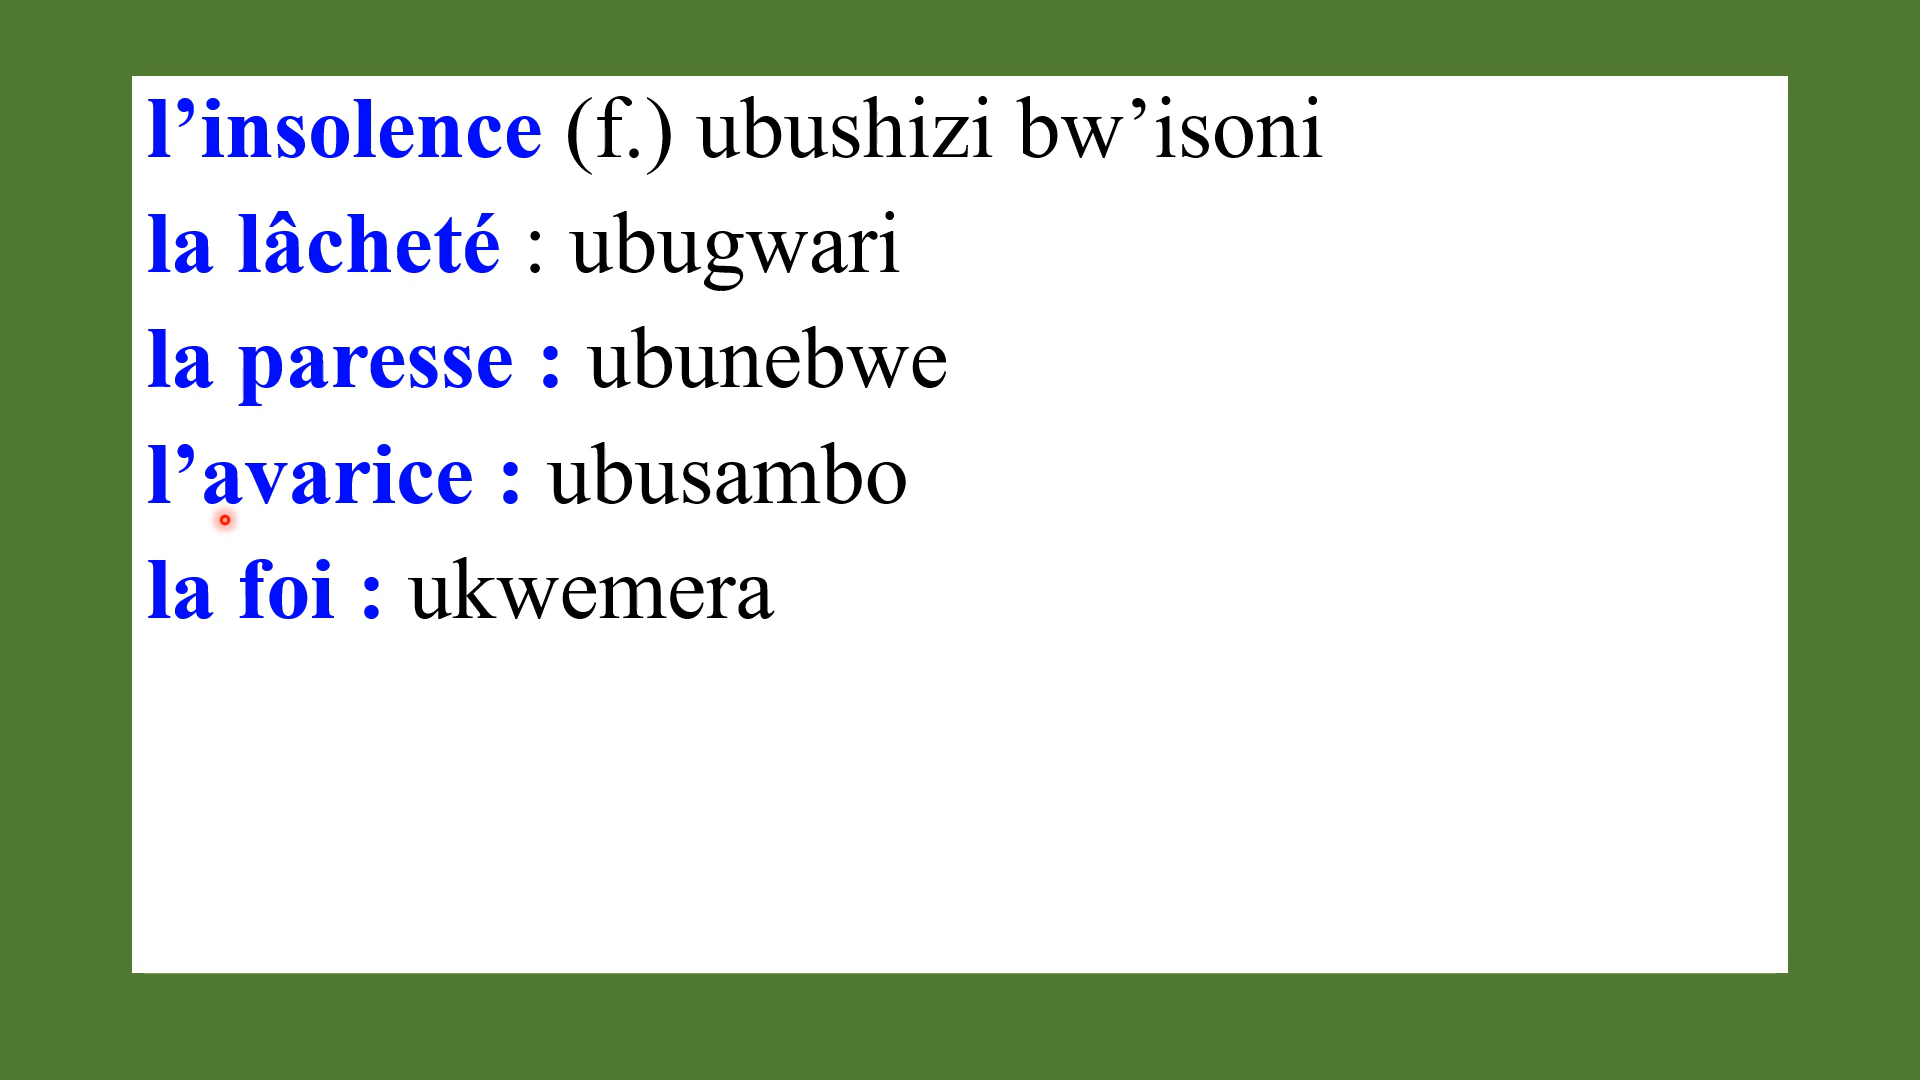 l’insolence (f.) ubushizi bw’isoni
la lâcheté : ubugwari
la paresse : ubunebwe
l’avarice : ubusambo
la foi : ukwemera